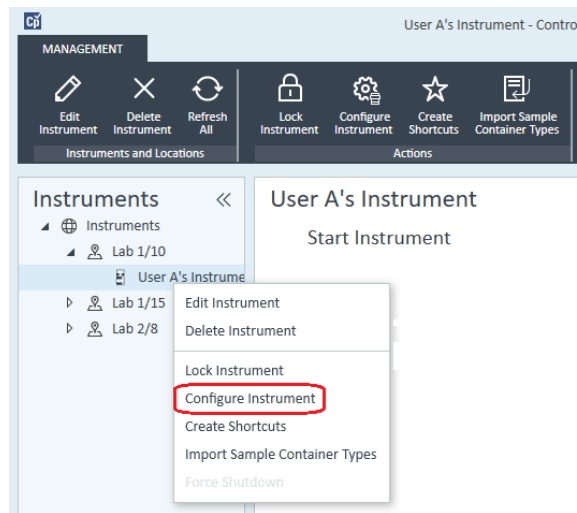 Cp
User A's Instrument - Contro
MANAGEMENT
Edit Instrument
Delete Instrument
Refresh All
Instruments and Locations
Lock Instrument
Configure Instrument
Create Shortcuts
Import Sample Container Types
Actions
Instruments
Instruments
Lab 1/10
User A's Instrume
Lab 1/15
Lab 2/8
Edit Instrument
Delete Instrument
Lock Instrument
Configure Instrument
Create Shortcuts
Import Sample Container Types
Force Shutdown
User A's Instrument
Start Instrument